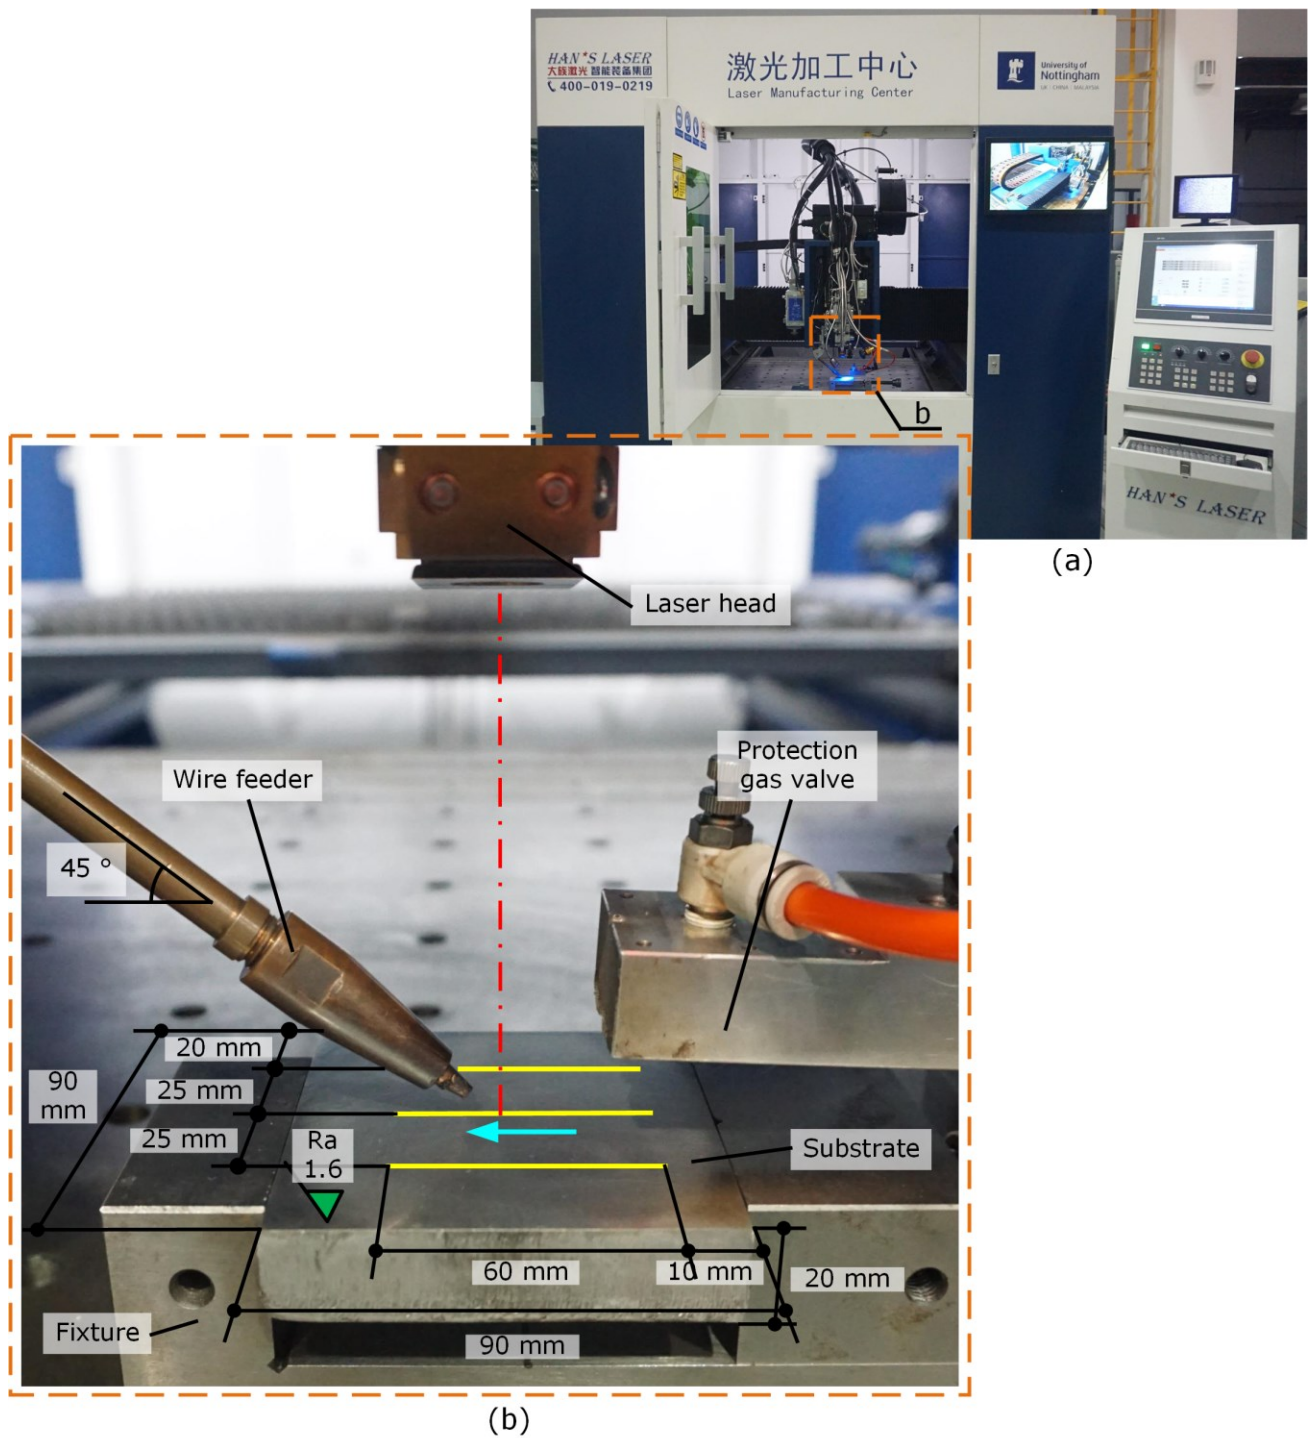 HAN*S LASER
大族激光 智能装备集团
400-019-0219
激光加工中心
Laser Manufacturing Center
University of
Nottingham
UK | CHINA | MALAYSIA
b
HAN*S LASER
(a)
Laser head
Wire feeder
Protection
gas valve
45 °
20 mm
90
mm
25 mm
25 mm
Ra
1.6
Substrate
60 mm
10 mm
20 mm
Fixture
90 mm
(b)